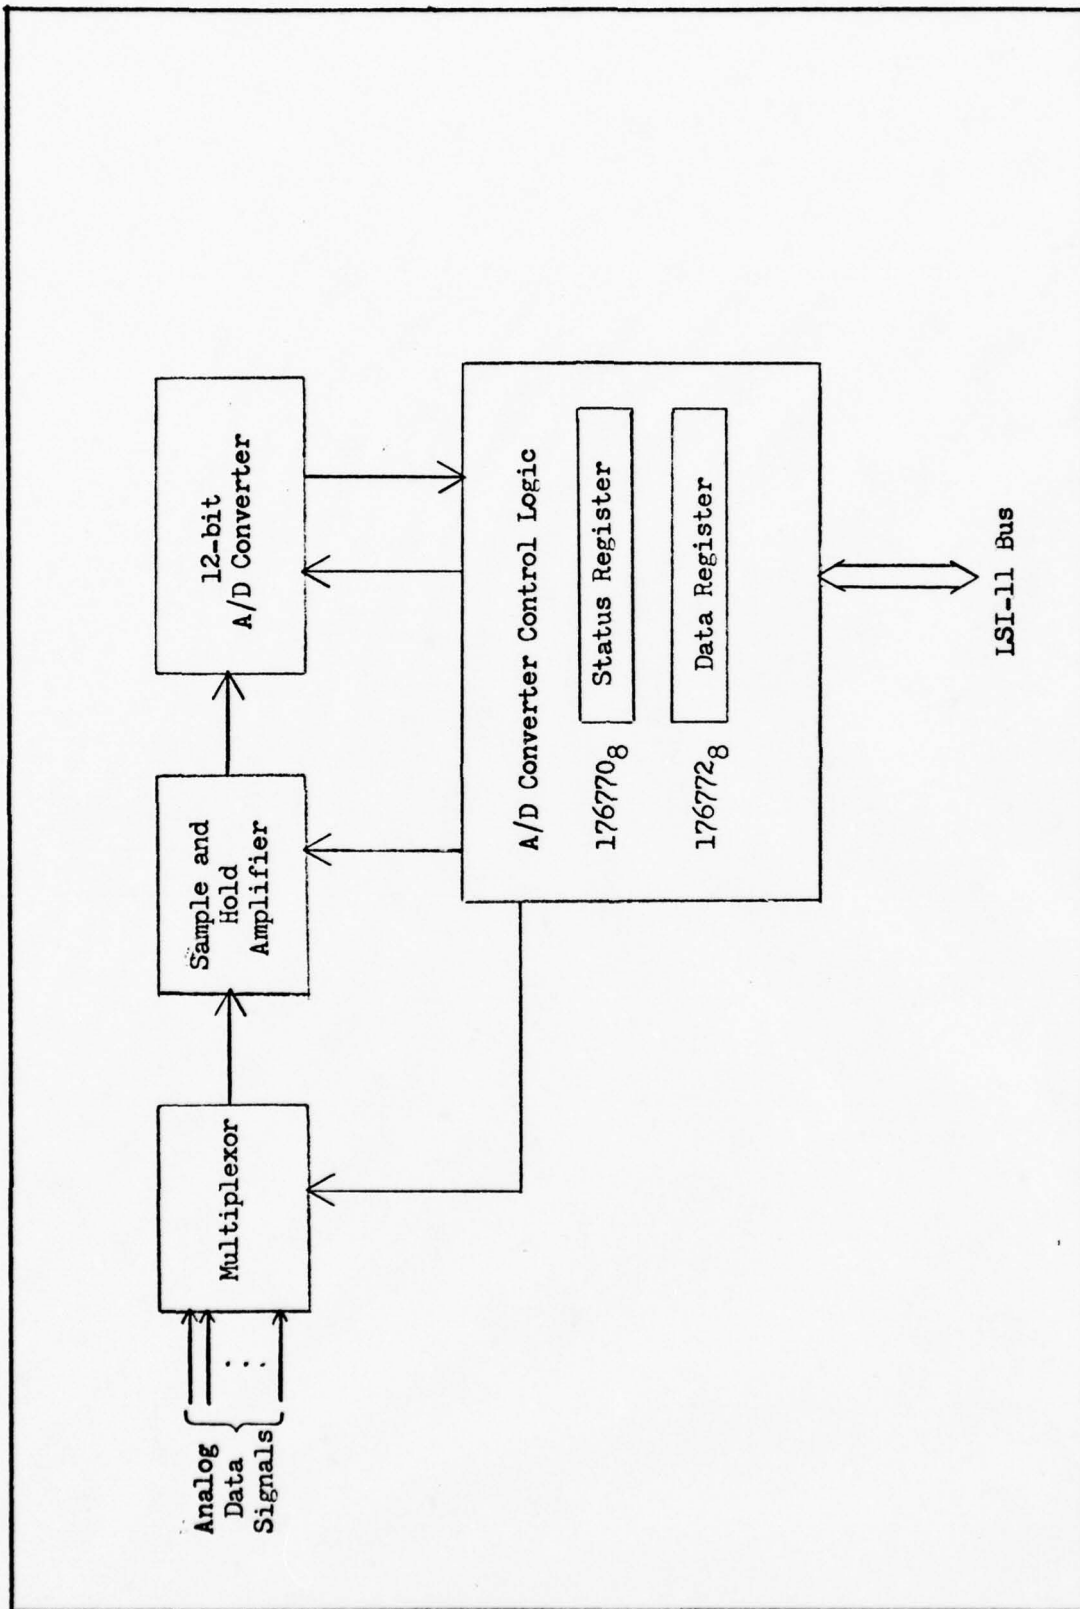 Analog
Data
Signals
Multiplexor
Sample and
Hold
Amplifier
12-bit
A/D Converter
A/D Converter Control Logic
176770₈ Status Register
176772₈ Data Register
LSI-11 Bus